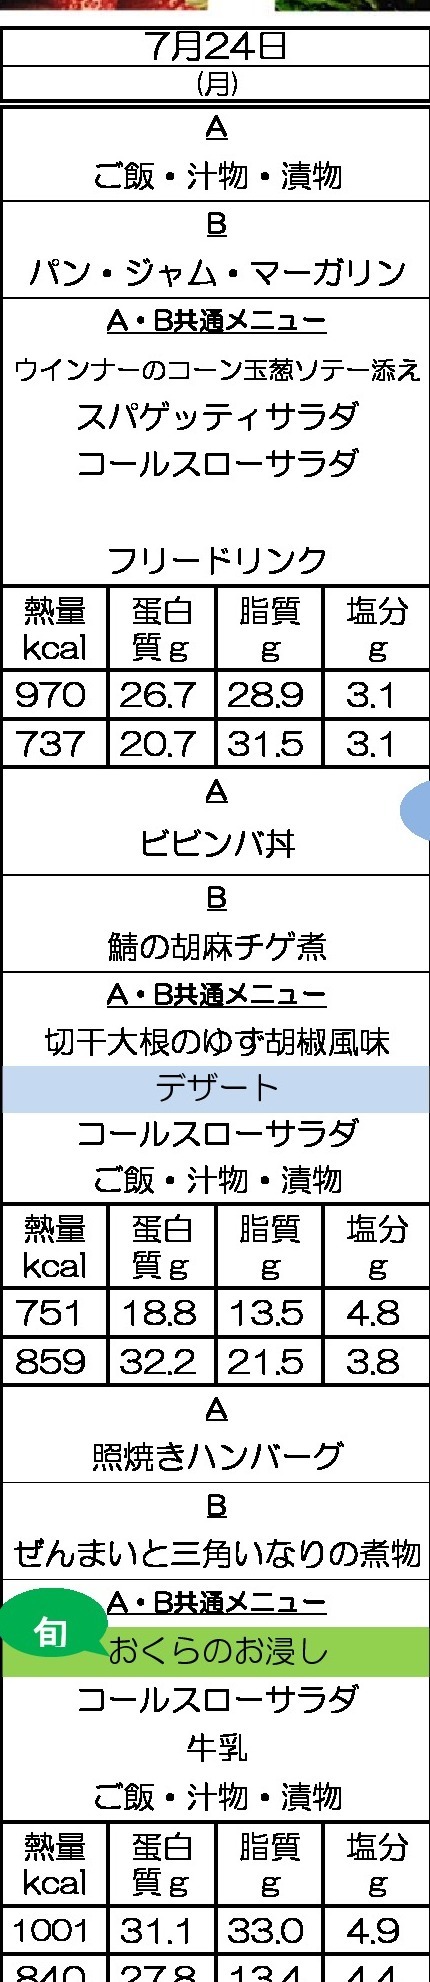 7月24日
(月)
A
ご飯・汁物・漬物
B
パン・ジャム・マーガリン
A・B共通メニュー
ウインナーのコーン玉葱ソテー添え
スパゲッティサラダ
コールスローサラダ
フリードリンク
熱量 蛋白 脂質 塩分
kcal 質g g g
970 26.7 28.9 3.1
737 20.7 31.5 3.1
A
ビビンバ丼
B
鯖の胡麻チゲ煮
A・B共通メニュー
切干大根のゆず胡椒風味
デザート
コールスローサラダ
ご飯・汁物・漬物
熱量 蛋白 脂質 塩分
kcal 質g g g
751 18.8 13.5 4.8
859 32.2 21.5 3.8
A
照焼きハンバーグ
B
ぜんまいと三角いなりの煮物
A・B共通メニュー
旬
おくらのお浸し
コールスローサラダ
牛乳
ご飯・汁物・漬物
熱量 蛋白 脂質 塩分
kcal 質g g g
1001 31.1 33.0 4.9
840 27.8 13.4 4.4